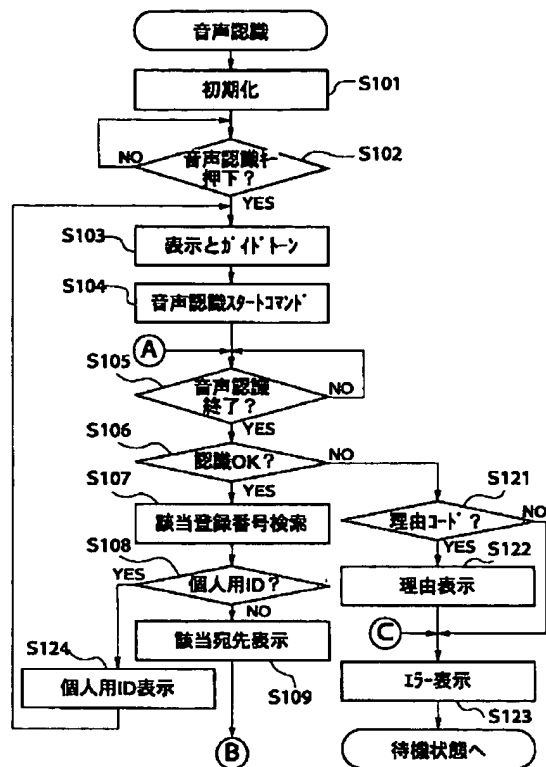 音声認識
初期化
S101
音声認識キー
押下？
S102
NO
YES
S103
表示とガイドトーン
S104
音声認識スタートコマンド
A
S105
音声認識
終了？
NO
YES
S106
認識OK？
NO
YES
S107
該当登録番号検索
S121
理由コード？
NO
YES
S108
個人用ID？
YES
NO
S122
理由表示
該当宛先表示
S109
C
S124
個人用ID表示
エラー表示
S123
B
待機状態へ